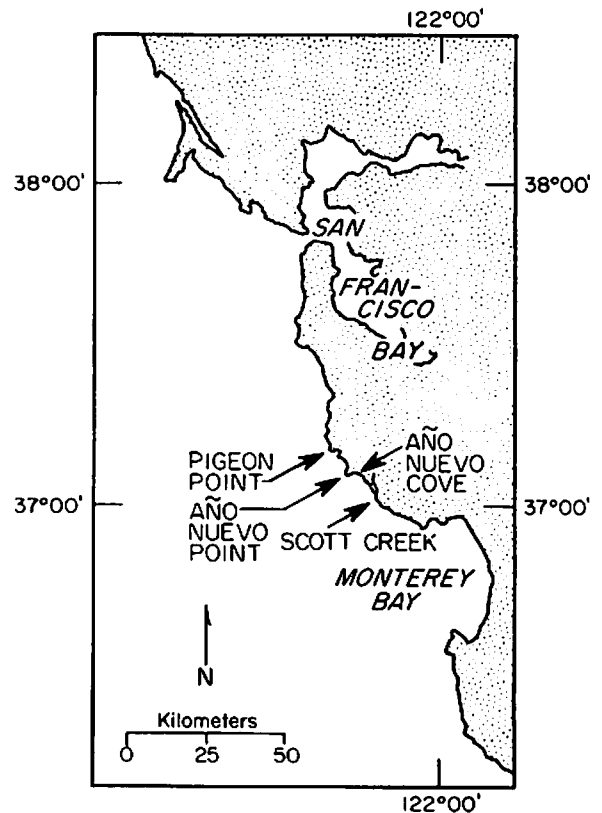 122°00'
38°00'
38°00'
SAN
FRAN-
CISCO
BAY
PIGEON
POINT
AÑO
NUEVO
COVE
37°00'
37°00'
AÑO
NUEVO
POINT
SCOTT CREEK
MONTEREY
BAY
N
Kilometers
0 25 50
122°00'